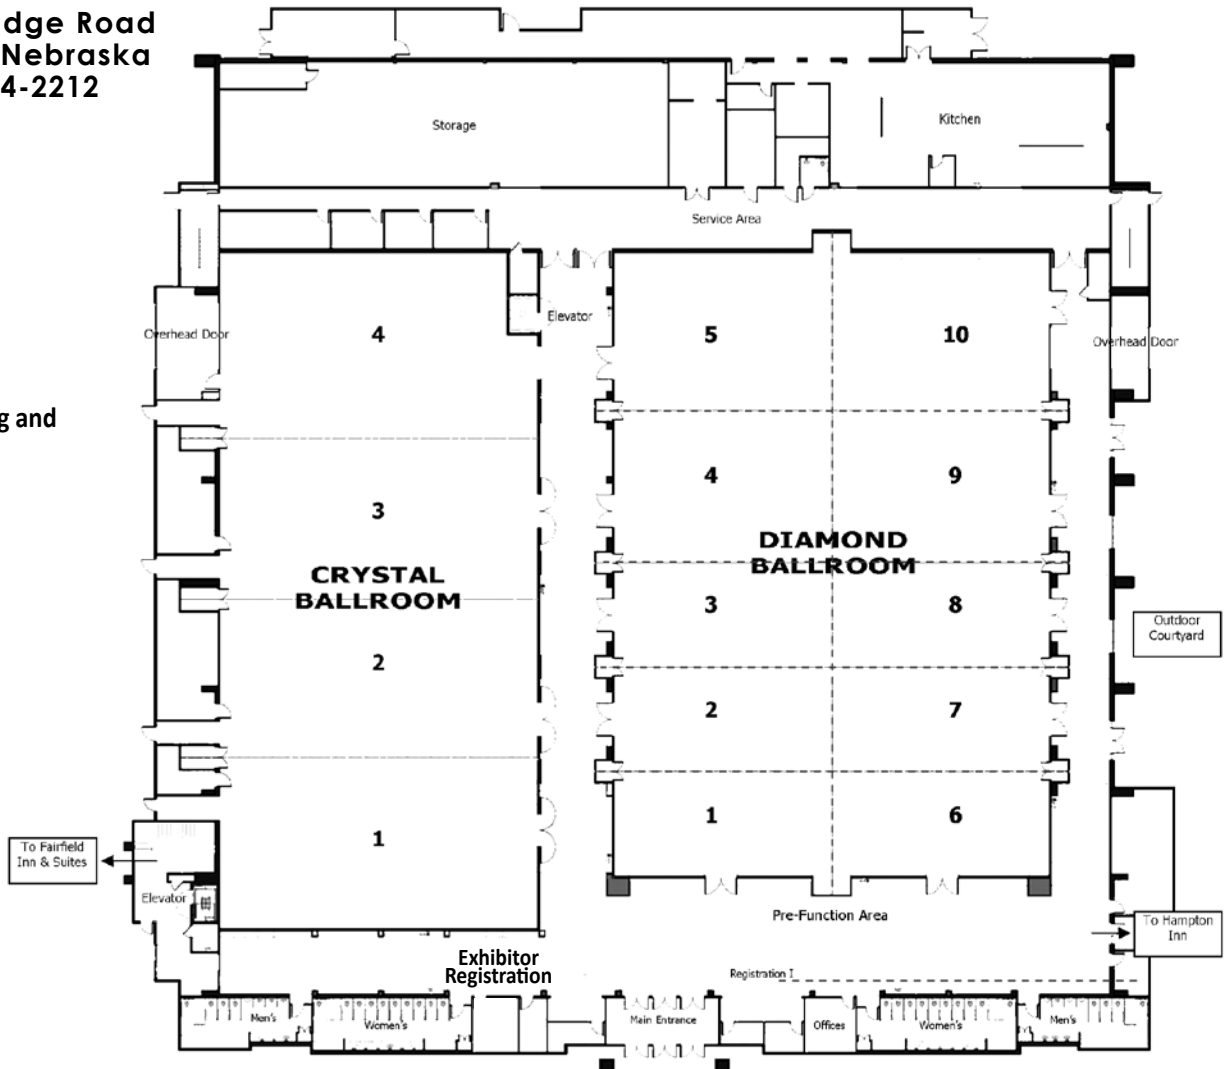 dge Road
Nebraska
4-2212
Storage
Kitchen
Service Area
Elevator
Overhead Door
Overhead Door
4
5
10
g and
4
9
3
DIAMOND
BALLROOM
CRYSTAL
BALLROOM
3
8
Outdoor
Courtyard
2
2
7
1
6
1
To Fairfield
Inn & Suites
Elevator
Pre-Function Area
To Hampton
Inn
Exhibitor
Registration
Registration I
Men's
Women's
Main Entrance
Offices
Women's
Men's